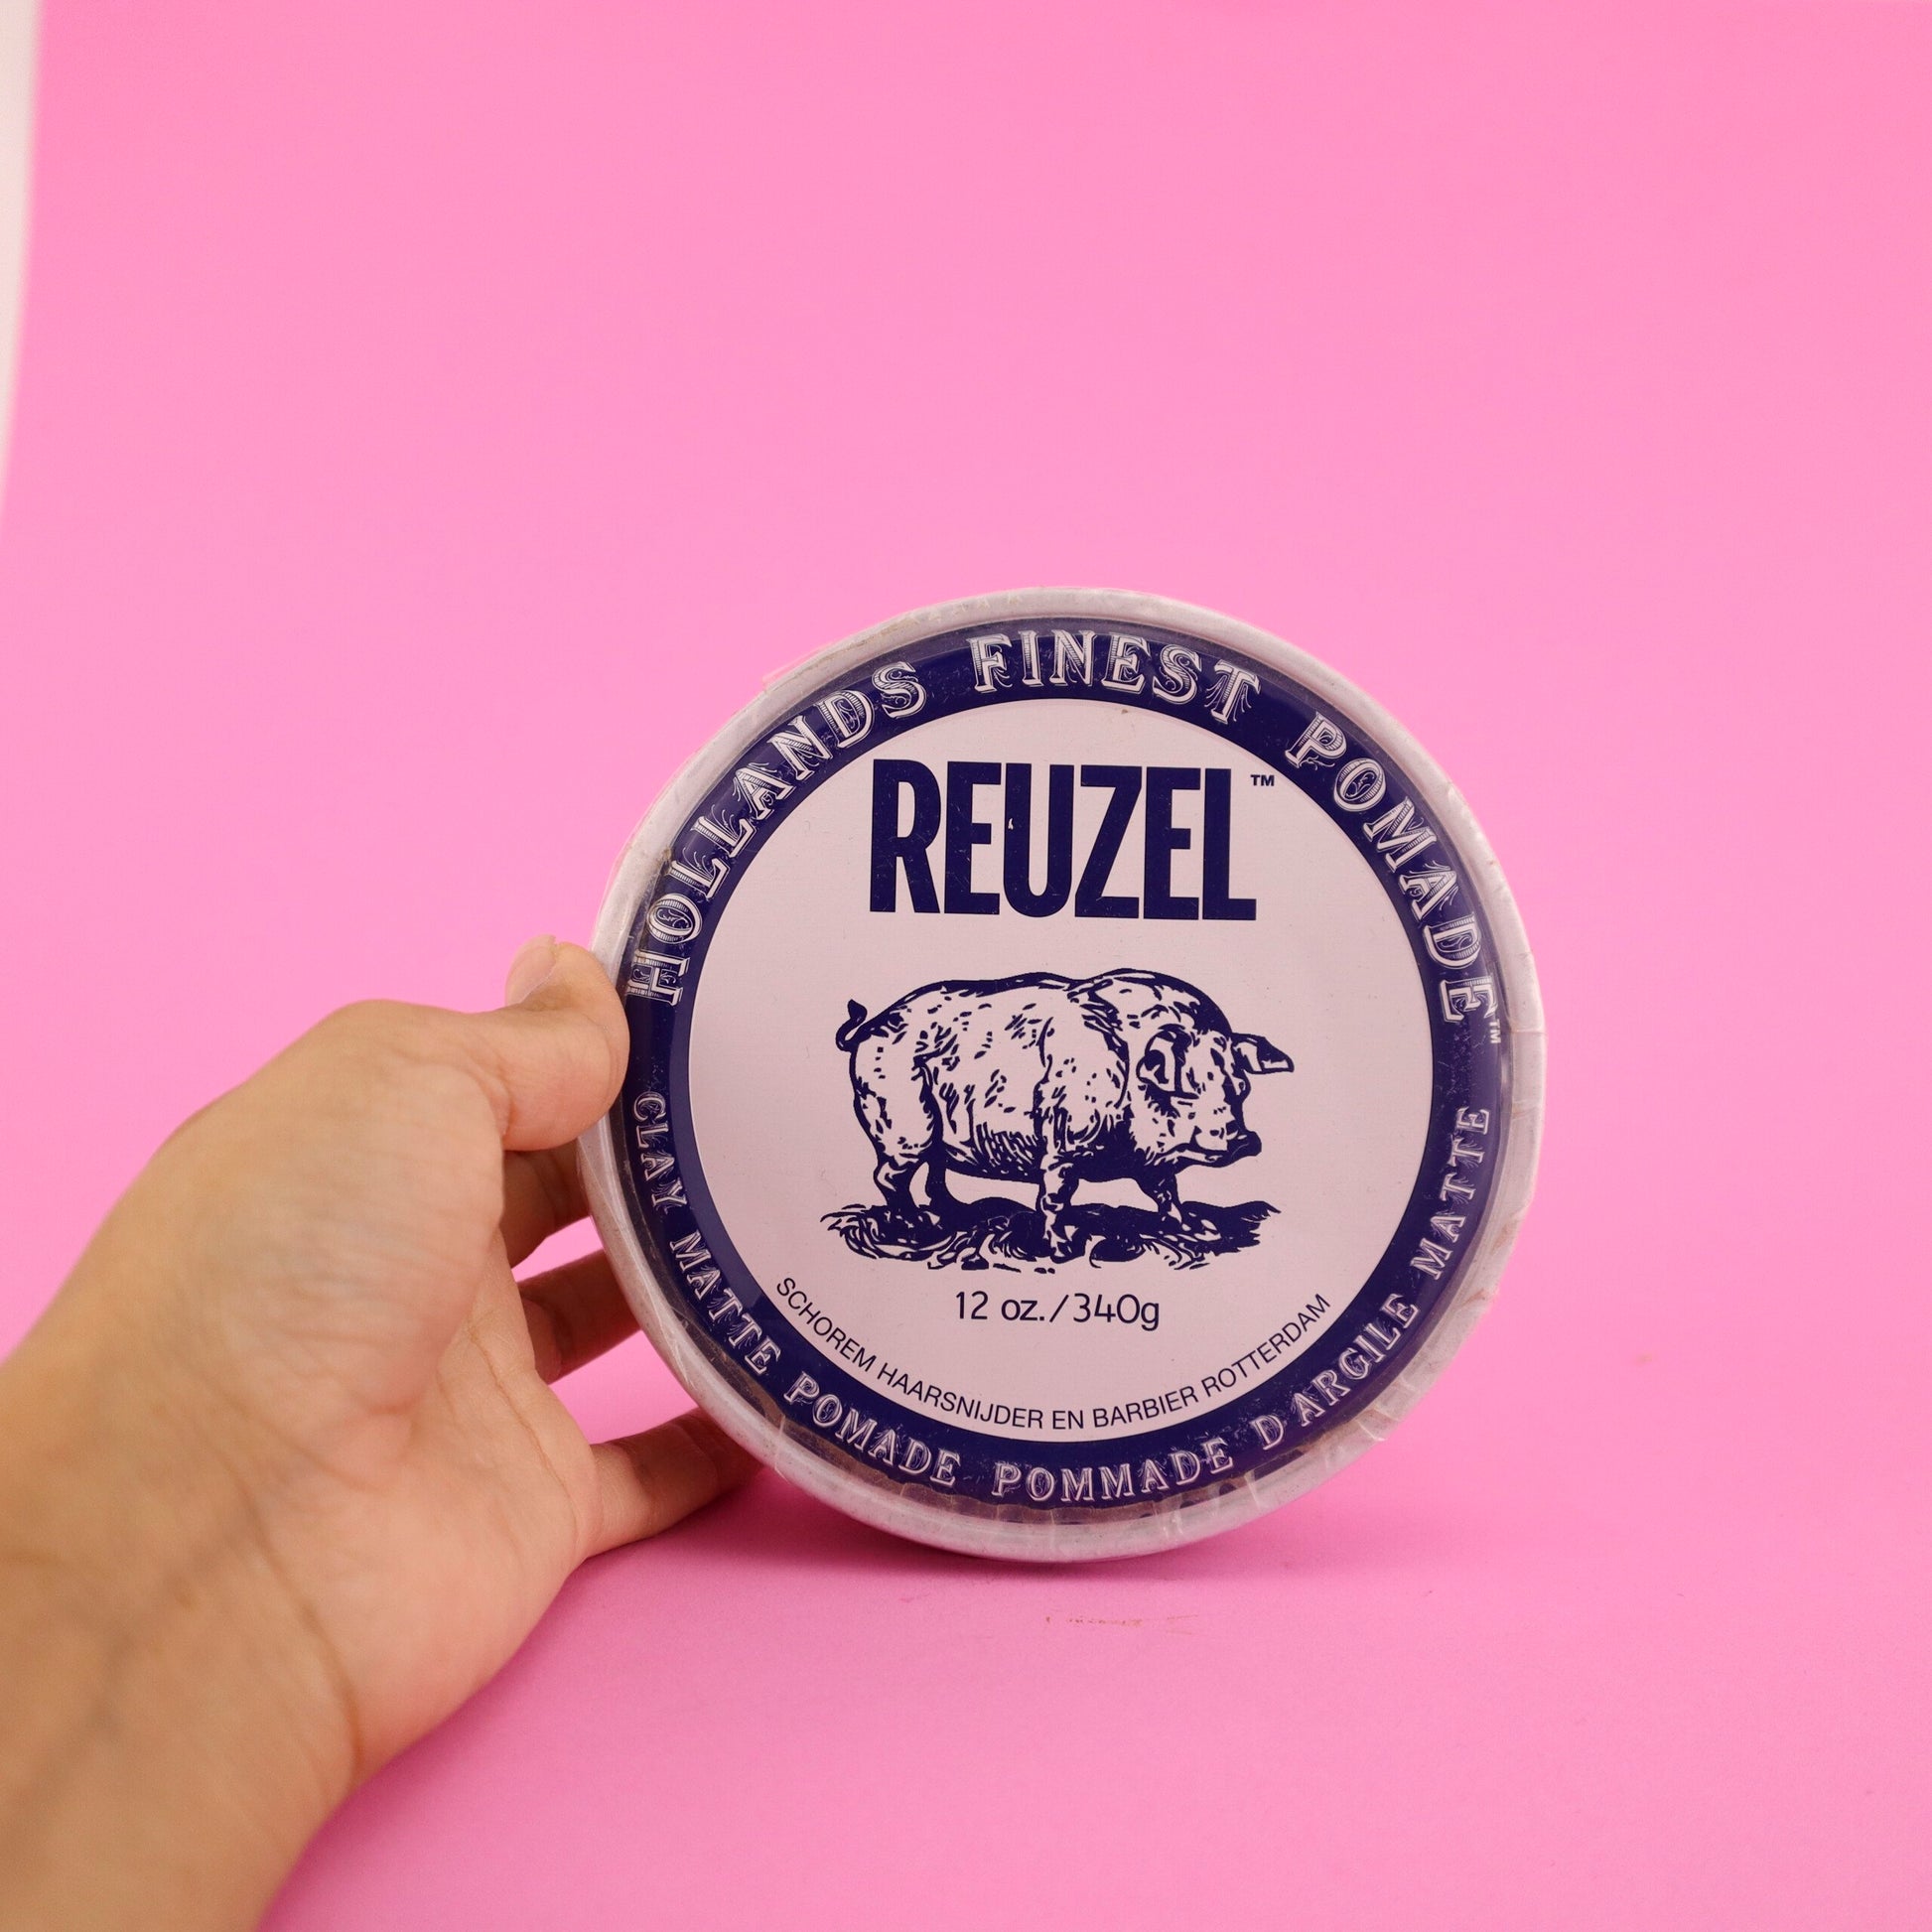 HOLLANDS FINEST POMADE™
REUZEL™
12 oz./340g
SCHOREM HAARSNIJDER EN BARBIER ROTTERDAM
CLAY MATTE POMADE POMMADE D'ARGILE MATTE